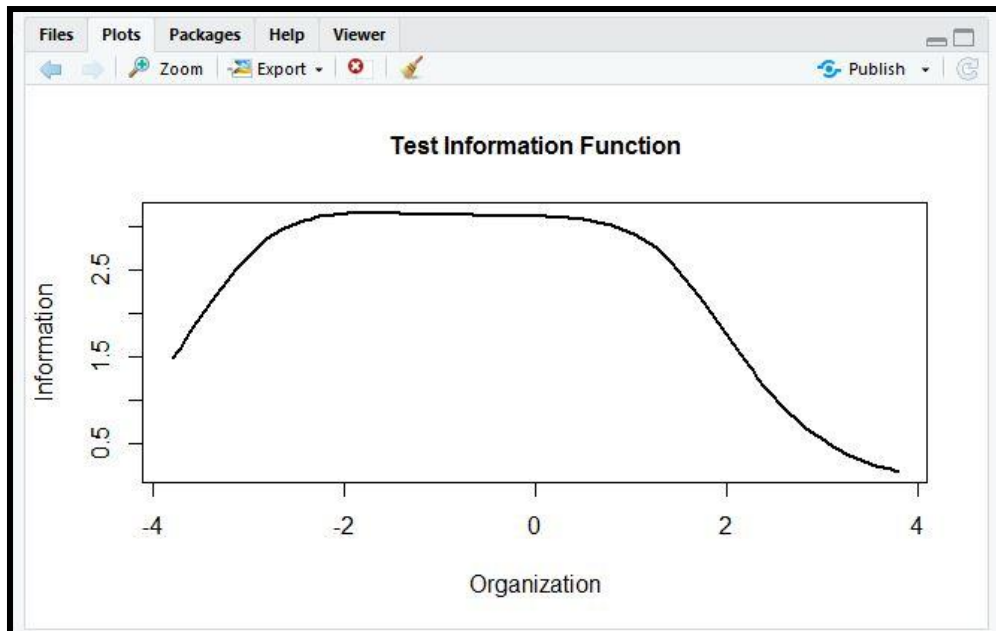 Files Plots Packages Help Viewer
Zoom Export Publish
Test Information Function
Information
2.5
1.5
0.5
-4 -2 0 2 4
Organization